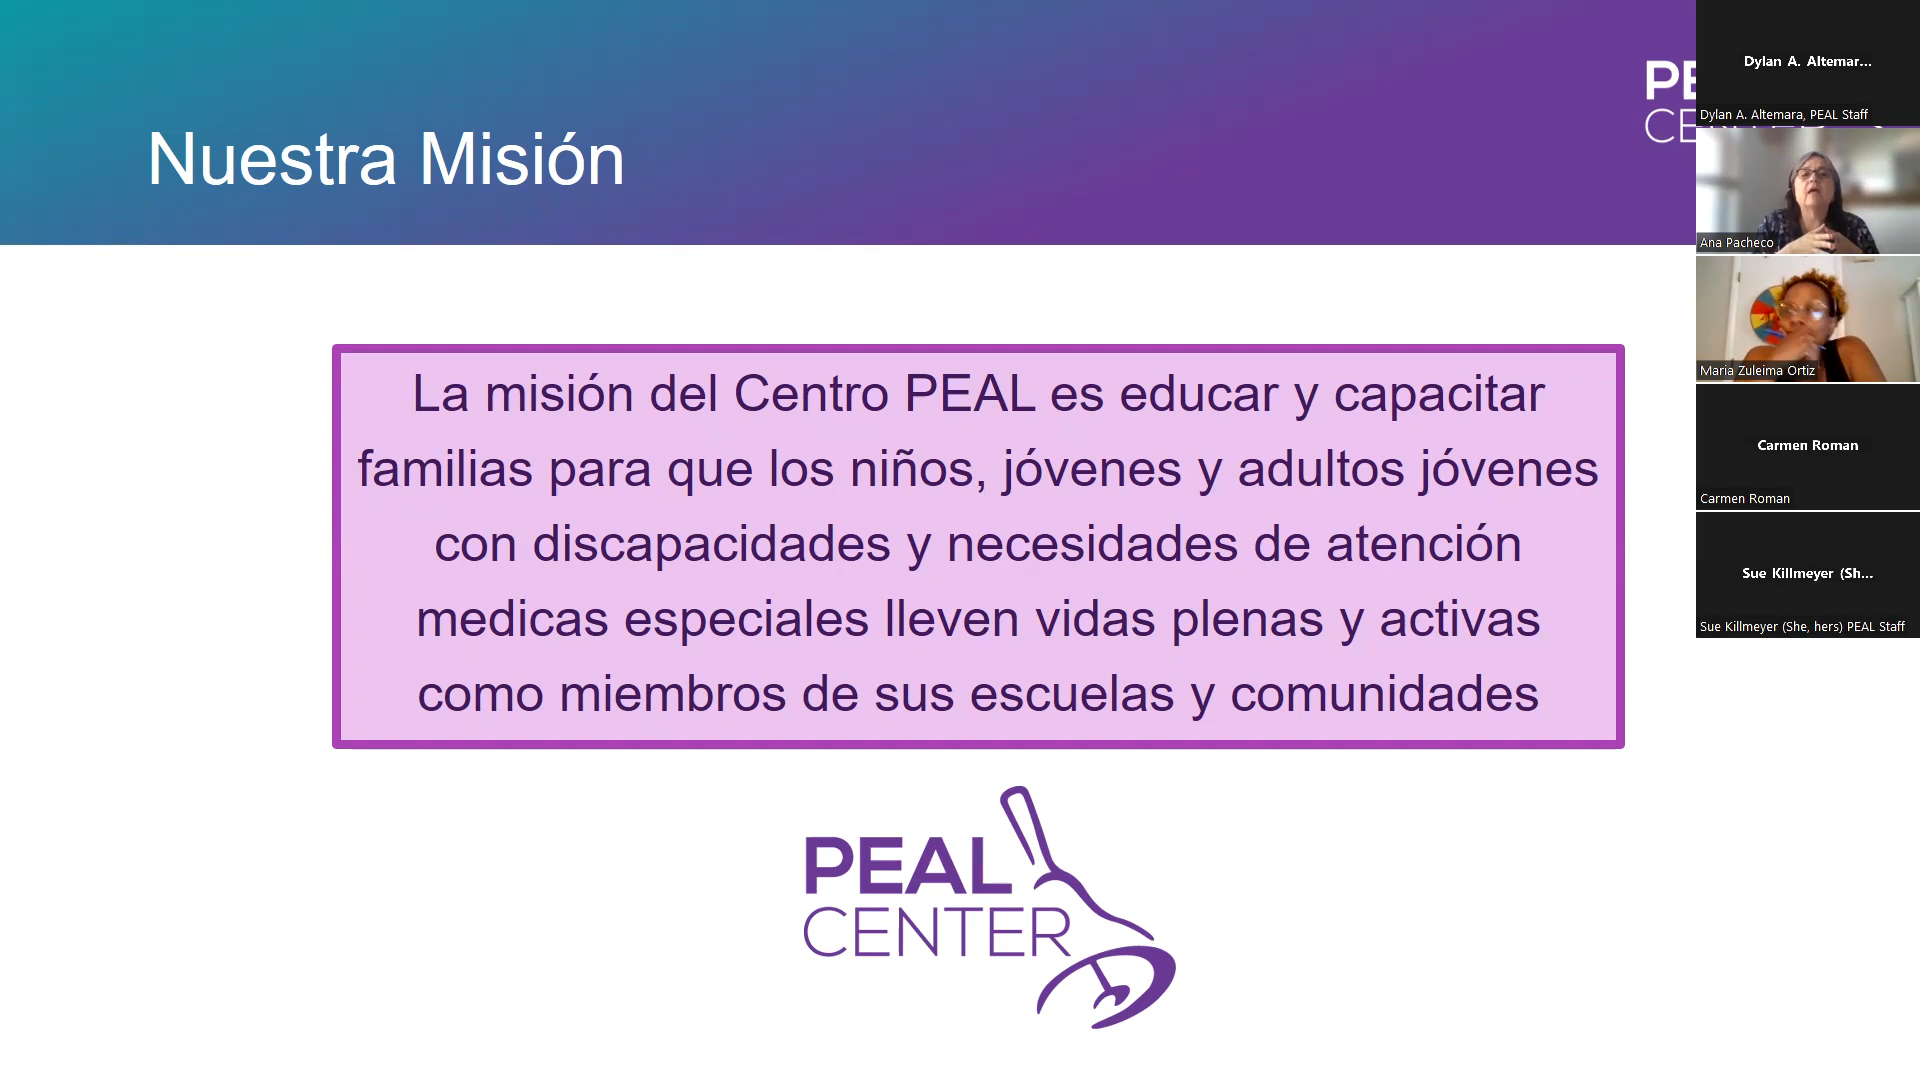 Nuestra Misión
La misión del Centro PEAL es educar y capacitar
familias para que los niños, jóvenes y adultos jóvenes
con discapacidades y necesidades de atención
medicas especiales lleven vidas plenas y activas
como miembros de sus escuelas y comunidades
PEAL
CENTER
PE
CE
Dylan A. Altemar...
Dylan A. Altemara, PEAL Staff
Ana Pacheco
Maria Zuleima Ortiz
Carmen Roman
Carmen Roman
Sue Killmeyer (Sh...
Sue Killmeyer (She, hers) PEAL Staff